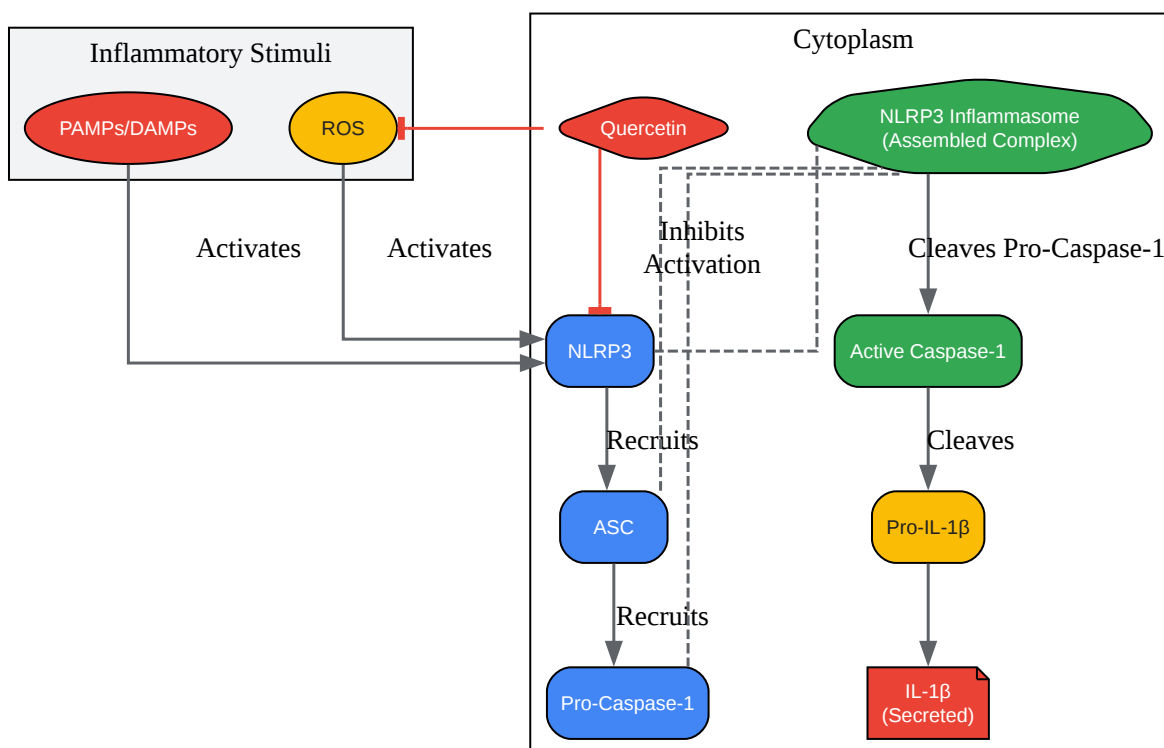 Inflammatory Stimuli
Cytoplasm
PAMPs/DAMPs
ROS
Quercetin
NLRP3 Inflammasome
(Assembled Complex)
Activates
Activates
Inhibits
Activation
Cleaves Pro-Caspase-1
NLRP3
Active Caspase-1
Recruits
Cleaves
ASC
Pro-IL-1β
Recruits
Pro-Caspase-1
IL-1β
(Secreted)